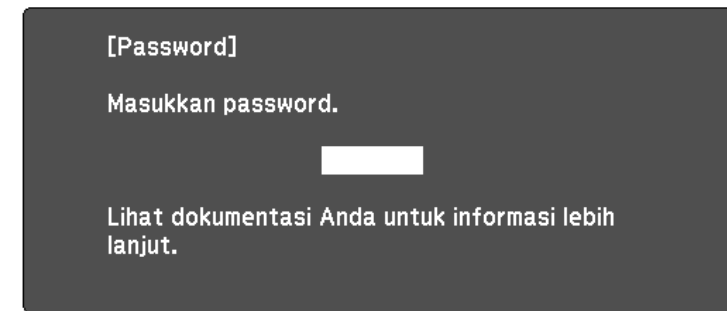 [Password]
Masukkan password.
Lihat dokumentasi Anda untuk informasi lebih
lanjut.